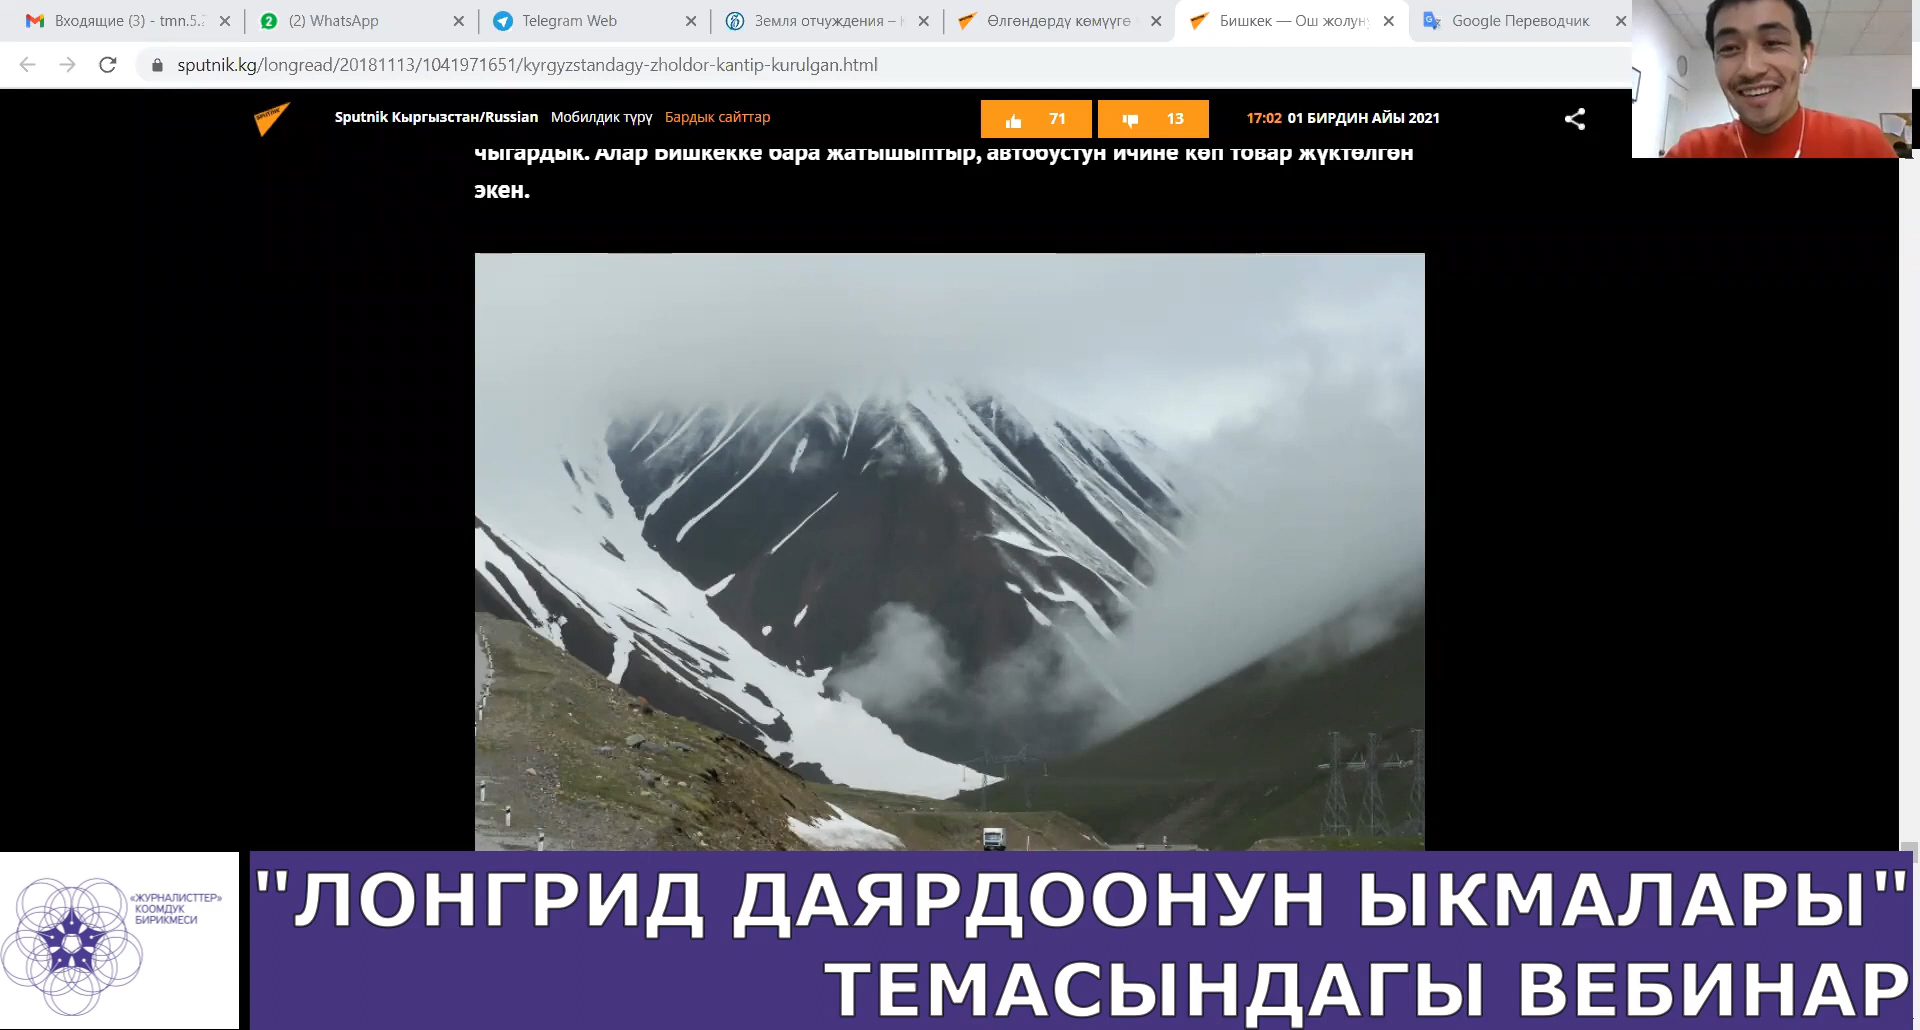 Входящие (3) - tmn.5.
(2) WhatsApp
Telegram Web
Земля отчуждения –
Өлгөндөрдү көмүүгө
Бишкек — Ош жолун
Google Переводчик
sputnik.kg/longread/20181113/1041971651/kyrgyzstandagy-zholdor-kantip-kurulgan.html
SPUTNIK
Sputnik Кыргызстан/Russian Мобилдик түрү Бардык сайттар
71
13
17:02 01 БИРДИН АЙЫ 2021
чыгардык. Алар Бишкекке бара жатышыптыр, автобустун ичине көп товар жүктөлгөн
экен.
«ЖУРНАЛИСТТЕР»
КООМДУК
БИРИКМЕСИ
"ЛОНГРИД ДАЯРДООНУН ЫКМАЛАРЫ"
ТЕМАСЫНДАГЫ ВЕБИНАР